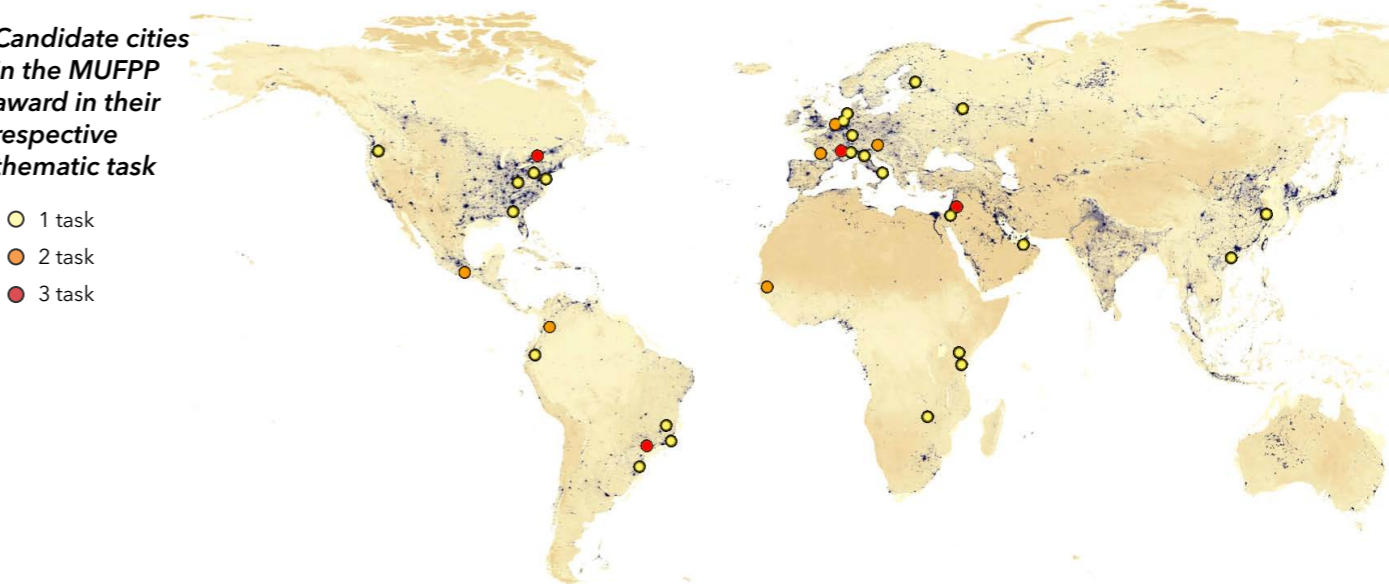 Candidate cities
in the MUFPP
award in their
respective
thematic task
1 task
2 task
3 task